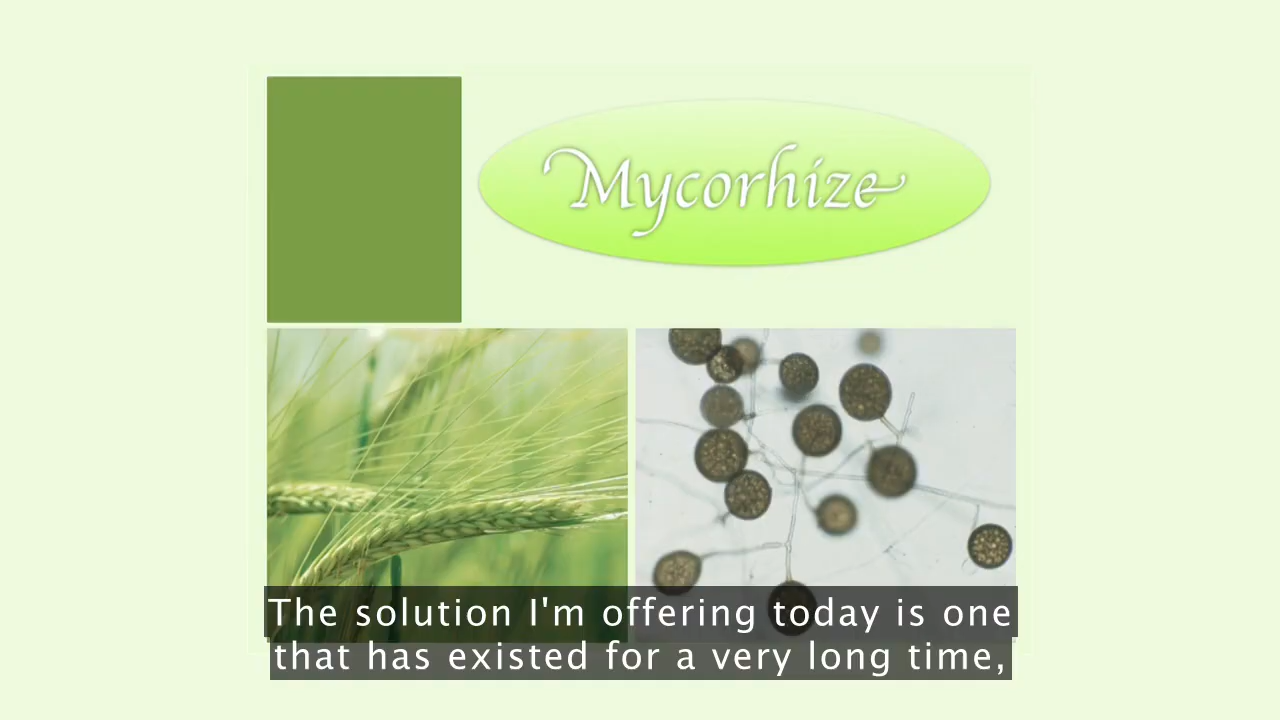 Mycorhize
The solution I'm offering today is one
that has existed for a very long time,